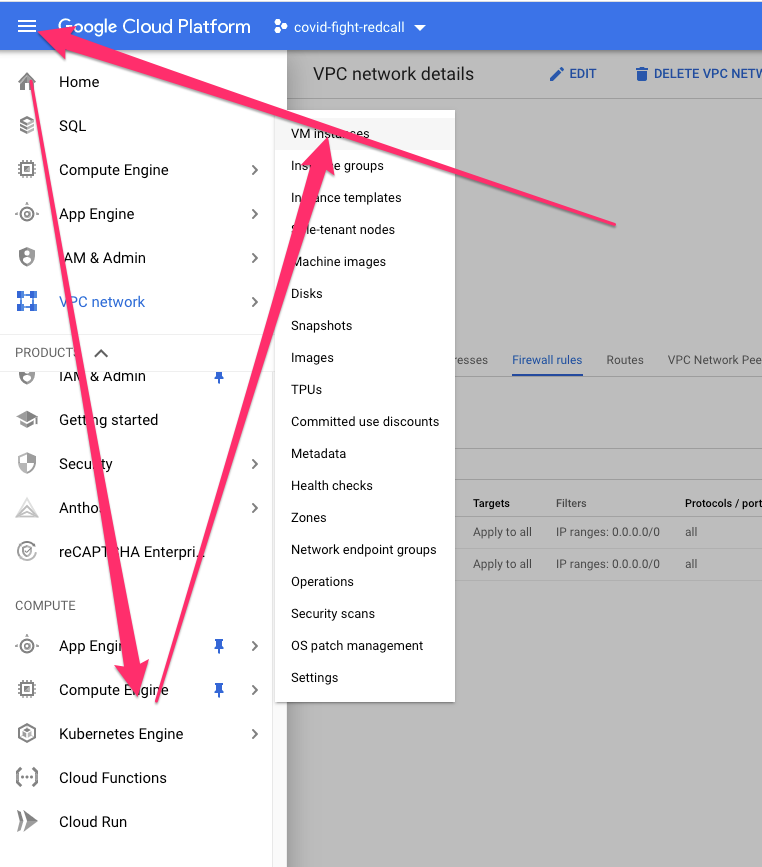 Google Cloud Platform
covid-fight-redcall
VPC network details
EDIT
DELETE VPC NETW
Home
SQL
Compute Engine
App Engine
IAM & Admin
VPC network
PRODUCTS
IAM & Admin
Getting started
Security
Anthos
reCAPTCHA Enterpri...
COMPUTE
App Engine
Compute Engine
Kubernetes Engine
Cloud Functions
Cloud Run
VM instances
Instance groups
Instance templates
Sole-tenant nodes
Machine images
Disks
Snapshots
Images
TPUs
Committed use discounts
Metadata
Health checks
Zones
Network endpoint groups
Operations
Security scans
OS patch management
Settings
resses Firewall rules Routes VPC Network Pee
Targets Filters Protocols / port
Apply to all IP ranges: 0.0.0.0/0 all
Apply to all IP ranges: 0.0.0.0/0 all